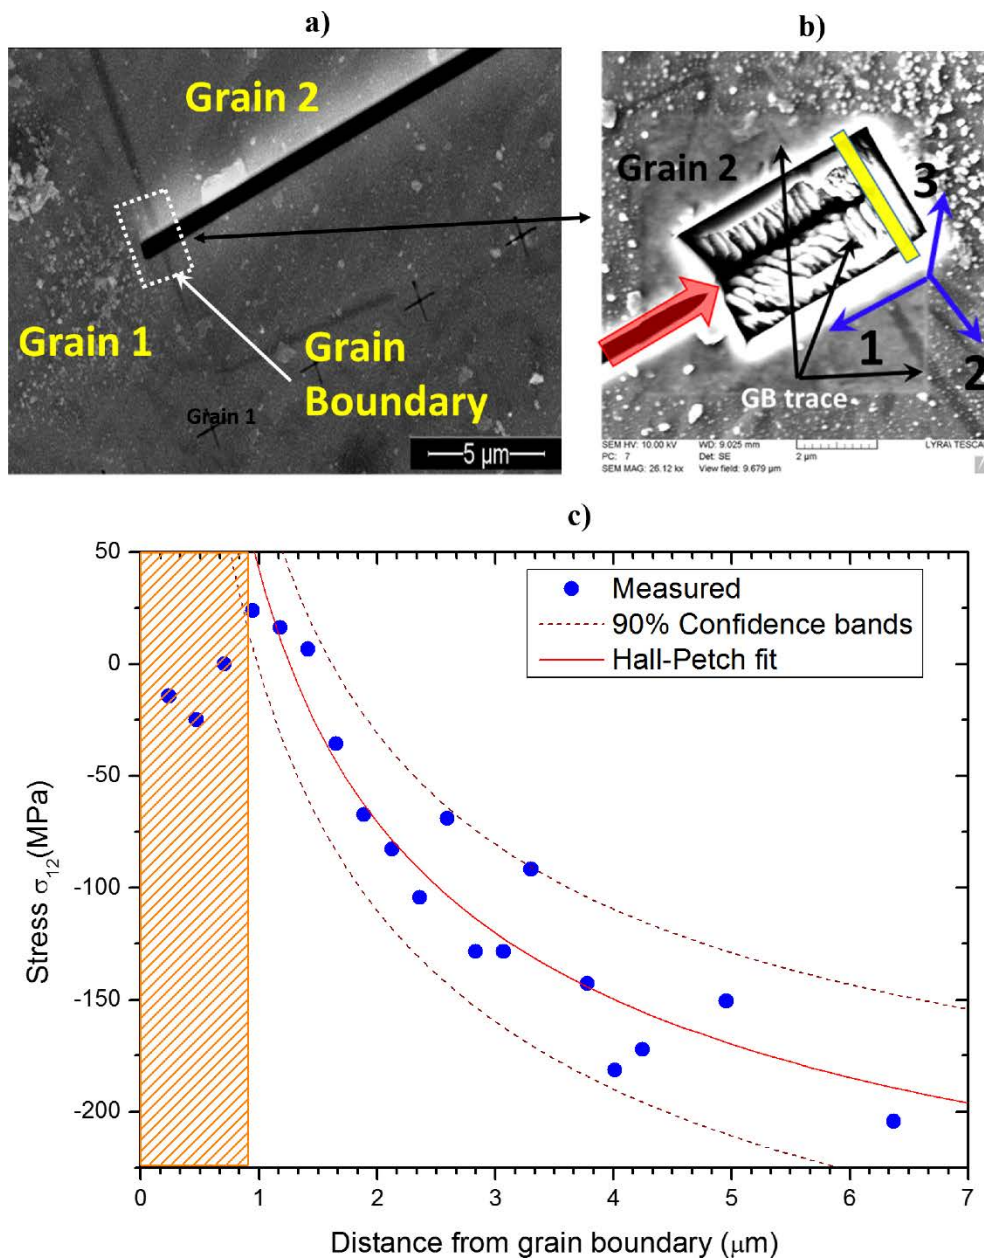 a)
b)
Grain 2
Grain 1
Grain
Boundary
Grain 1
5 μm
Grain 2
3
1
2
GB trace
SEM HV: 10.00 kV WD: 9.025 mm LYRA\ TESCA
PC: 7 Det: SE 2 μm
SEM MAG: 26.12 kx View field: 9.679 μm
c)
50
0
-50
-100
-150
-200
Stress σ12(MPa)
Measured
90% Confidence bands
Hall-Petch fit
0 1 2 3 4 5 6 7
Distance from grain boundary (μm)